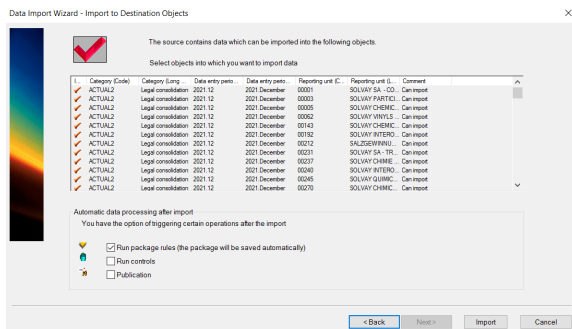 Data Import Wizard - Import to Destination Objects
The source contains data which can be imported into the following objects.
Select objects into which you want to import data
I... Category (Code) Category (Long ... Data entry perio... Data entry perio... Reporting unit (C... Reporting unit (L... Comment
ACTUAL2 Legal consolidation 2021.12 2021.December 00001 SOLVAY SA - CO... Can import
ACTUAL2 Legal consolidation 2021.12 2021.December 00003 SOLVAY PARTICI... Can import
ACTUAL2 Legal consolidation 2021.12 2021.December 00005 SOLVAY CHEMIC... Can import
ACTUAL2 Legal consolidation 2021.12 2021.December 00062 SOLVAY VINYLS ... Can import
ACTUAL2 Legal consolidation 2021.12 2021.December 00143 SOLVAY CHEMIC... Can import
ACTUAL2 Legal consolidation 2021.12 2021.December 00192 SOLVAY INTERO... Can import
ACTUAL2 Legal consolidation 2021.12 2021.December 00212 SALZGEWINNU... Can import
ACTUAL2 Legal consolidation 2021.12 2021.December 00231 SOLVAY SA - TR... Can import
ACTUAL2 Legal consolidation 2021.12 2021.December 00237 SOLVAY CHIMIE ... Can import
ACTUAL2 Legal consolidation 2021.12 2021.December 00240 SOLVAY INTERO... Can import
ACTUAL2 Legal consolidation 2021.12 2021.December 00245 SOLVAY QUIMIC... Can import
ACTUAL2 Legal consolidation 2021.12 2021.December 00270 SOLVAY CHIMIC... Can import
Automatic data processing after import
You have the option of triggering certain operations after the import
Run package rules (the package will be saved automatically)
Run controls
Publication
< Back Next > Import Cancel